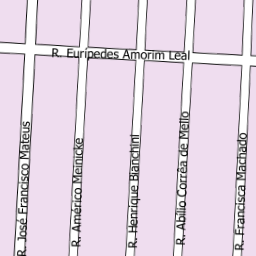 R. Eurípedes Amorim Leal
R. José Francisco Mateus
R. Américo Meinicke
R. Henrique Bianchini
R. Abílio Corrêa de Mello
R. Francisca Machado